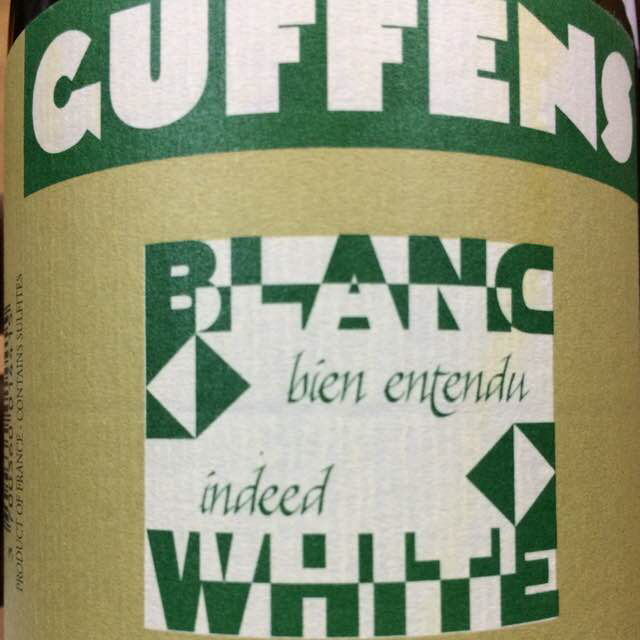 GUFFENS
BLANC
bien entendu
indeed
WHITE
PRODUCT OF FRANCE - CONTAINS SULFITES